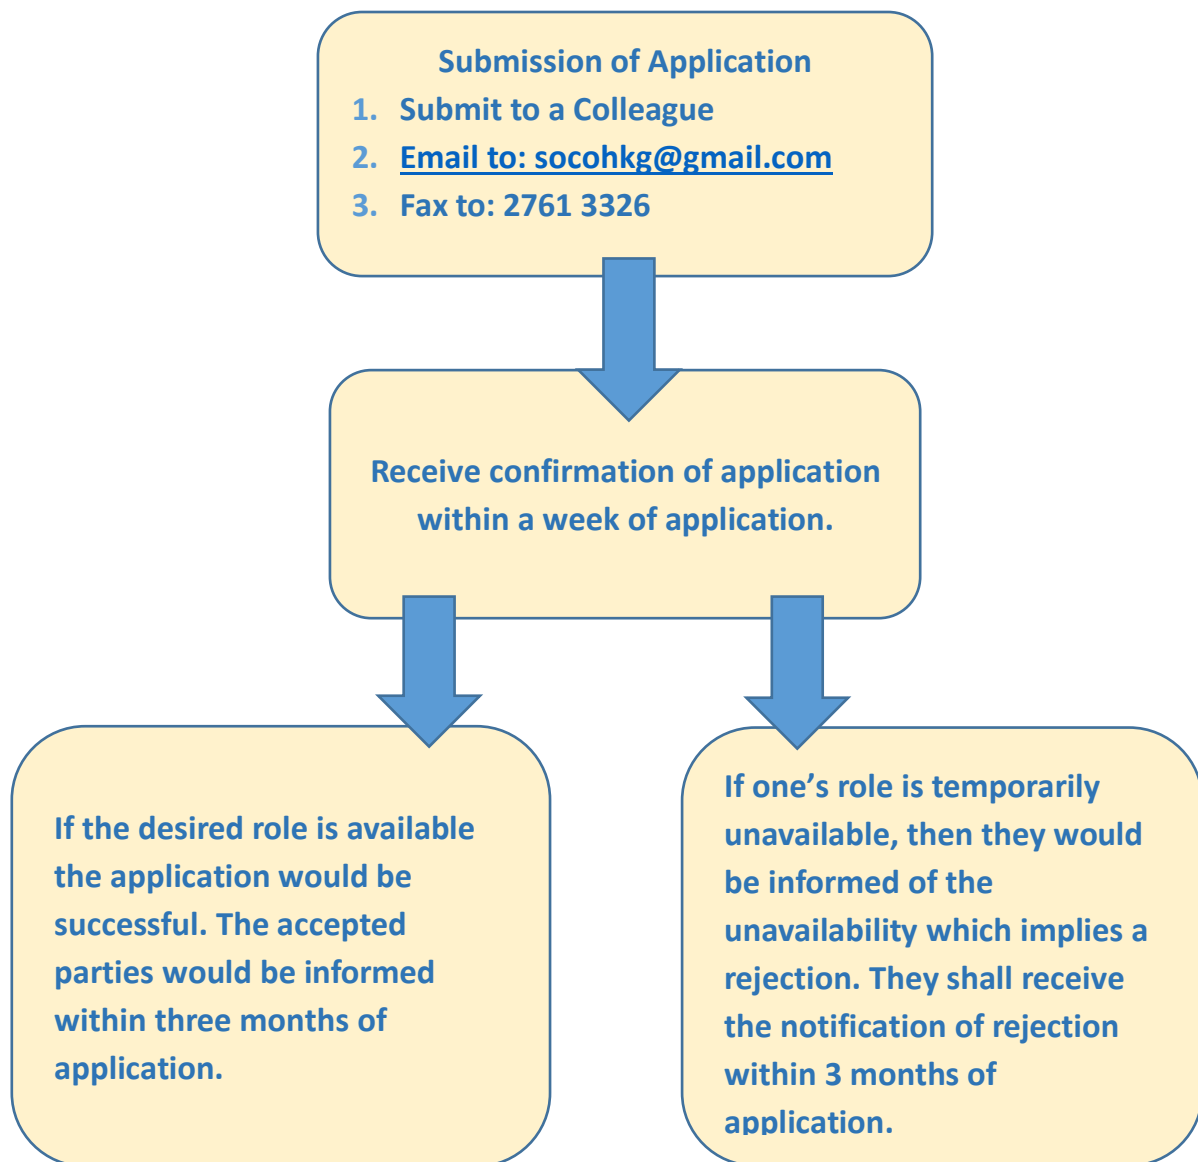 Submission of Application
1. Submit to a Colleague
2. Email to: socohkg@gmail.com
3. Fax to: 2761 3326
Receive confirmation of application
within a week of application.
If the desired role is available
the application would be
successful. The accepted
parties would be informed
within three months of
application.
If one’s role is temporarily
unavailable, then they would
be informed of the
unavailability which implies a
rejection. They shall receive
the notification of rejection
within 3 months of
application.